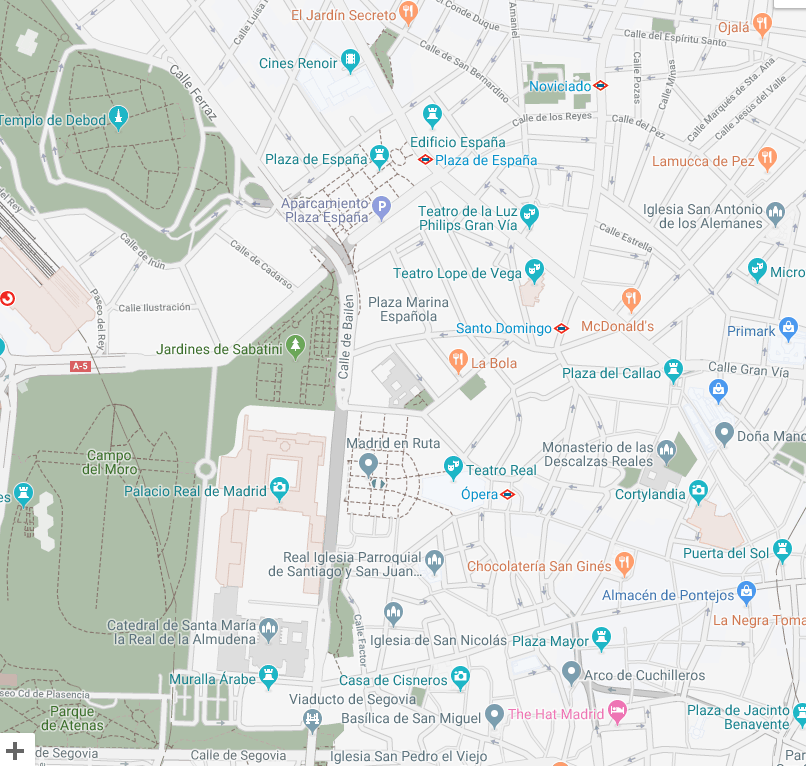 El Jardín Secreto
Calle Luisa
Conde Duque
Amaniel
Ojalá
Calle del Espíritu Santo
Cines Renoir
Calle de San Bernardino
Calle Ferraz
Noviciado
Calle Pozas
Calle Minas
Calle Marqués de Sta. Ana
Calle Jesús del Valle
Templo de Debod
Calle de los Reyes
Calle del Pez
Edificio España
Plaza de España
Plaza de España
Lamucca de Pez
Aparcamiento
Plaza España
Teatro de la Luz
Philips Gran Vía
Iglesia San Antonio
de los Alemanes
del Rey
Calle de Irún
Calle de Cadarso
Calle Estrella
Teatro Lope de Vega
Micro
Paseo del Rey
Calle Ilustración
Plaza Marina
Española
Calle de Bailén
Santo Domingo
McDonald's
Primark
Jardines de Sabatini
La Bola
A-5
Plaza del Callao
Calle Gran Vía
Doña Mano
Campo
del Moro
Madrid en Ruta
Monasterio de las
Descalzas Reales
Teatro Real
Palacio Real de Madrid
Ópera
Cortylandia
es
Puerta del Sol
Real Iglesia Parroquial
de Santiago y San Juan...
Chocolatería San Ginés
Almacén de Pontejos
La Negra Toma
Catedral de Santa María
la Real de la Almudena
Calle Factor
Iglesia de San Nicolás
Plaza Mayor
Muralla Árabe
Casa de Cisneros
Arco de Cuchilleros
Paseo Cd de Plasencia
Viaducto de Segovia
Parque
de Atenas
Basílica de San Miguel
The Hat Madrid
Plaza de Jacinto
Benavente
de Segovia
Calle de Segovia
Iglesia San Pedro el Viejo